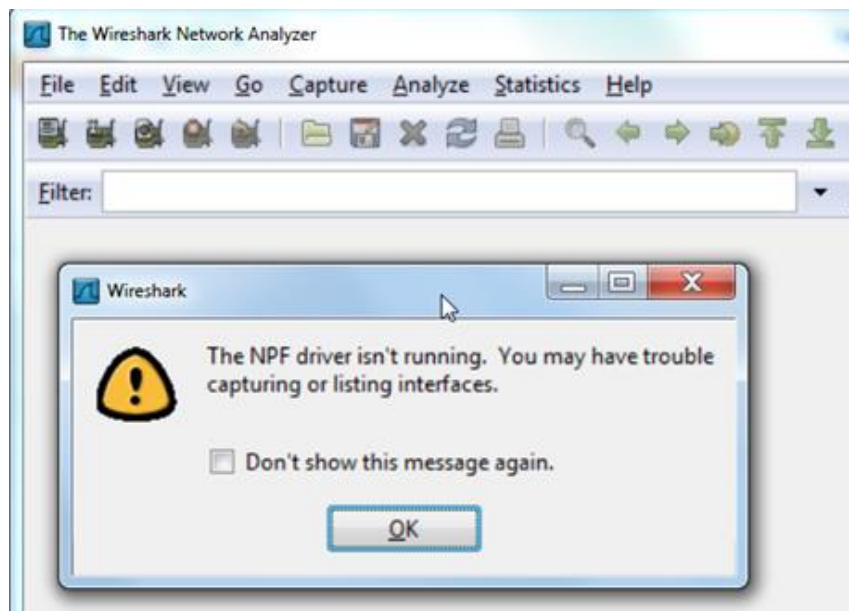 The Wireshark Network Analyzer
File Edit View Go Capture Analyze Statistics Help
Filter:
Wireshark
The NPF driver isn't running. You may have trouble
capturing or listing interfaces.
Don't show this message again.
OK